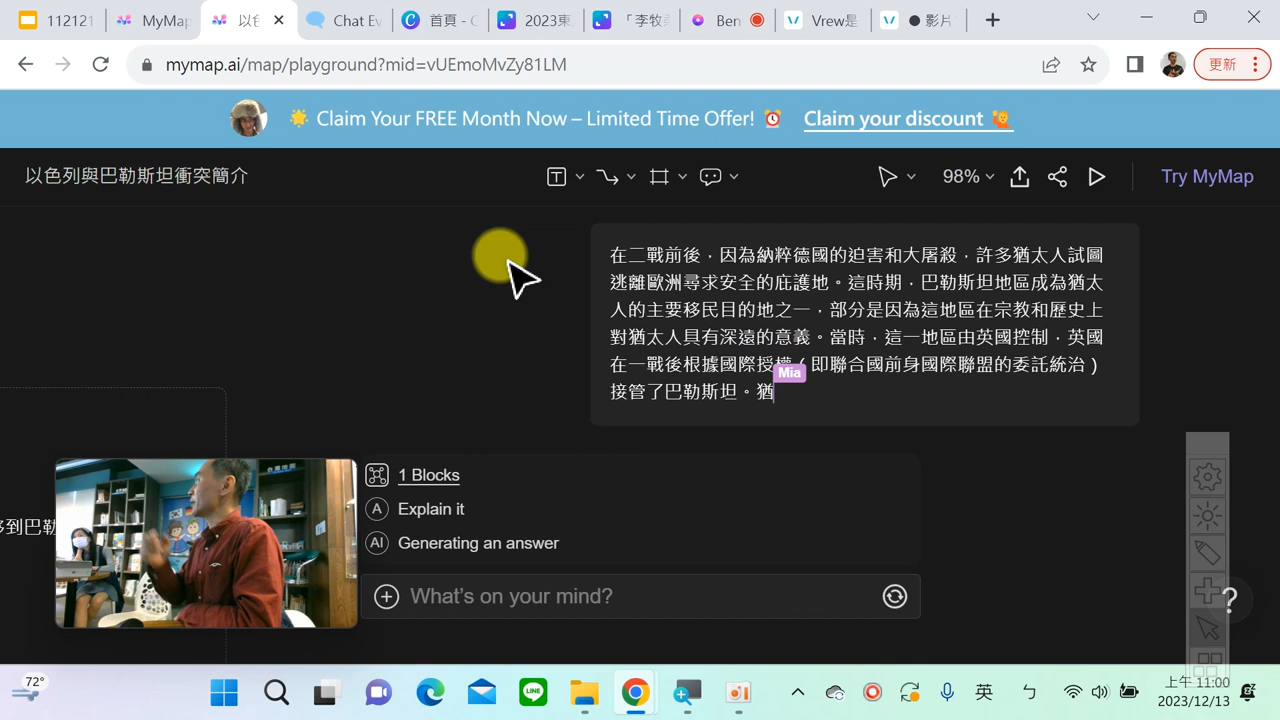 112121
MyMap
以色
Chat Ev
首頁 - C
2023東
「李牧
Ben
Vrew是
影片
mymap.ai/map/playground?mid=vUEmoMvZy81LM
更新
Claim Your FREE Month Now – Limited Time Offer!
Claim your discount
以色列與巴勒斯坦衝突簡介
98%
Try MyMap
在二戰前後，因為納粹德國的迫害和大屠殺，許多猶太人試圖
逃離歐洲尋求安全的庇護地。這時期，巴勒斯坦地區成為猶太
人的主要移民目的地之一，部分是因為這地區在宗教和歷史上
對猶太人具有深遠的意義。當時，這一地區由英國控制，英國
在一戰後根據國際授權（即聯合國前身國際聯盟的委託統治）
Mia
接管了巴勒斯坦。猶
移到巴勒
1 Blocks
A Explain it
AI Generating an answer
What's on your mind?
?
72°
LINE
英
ㄅ
上午 11:00
2023/12/13